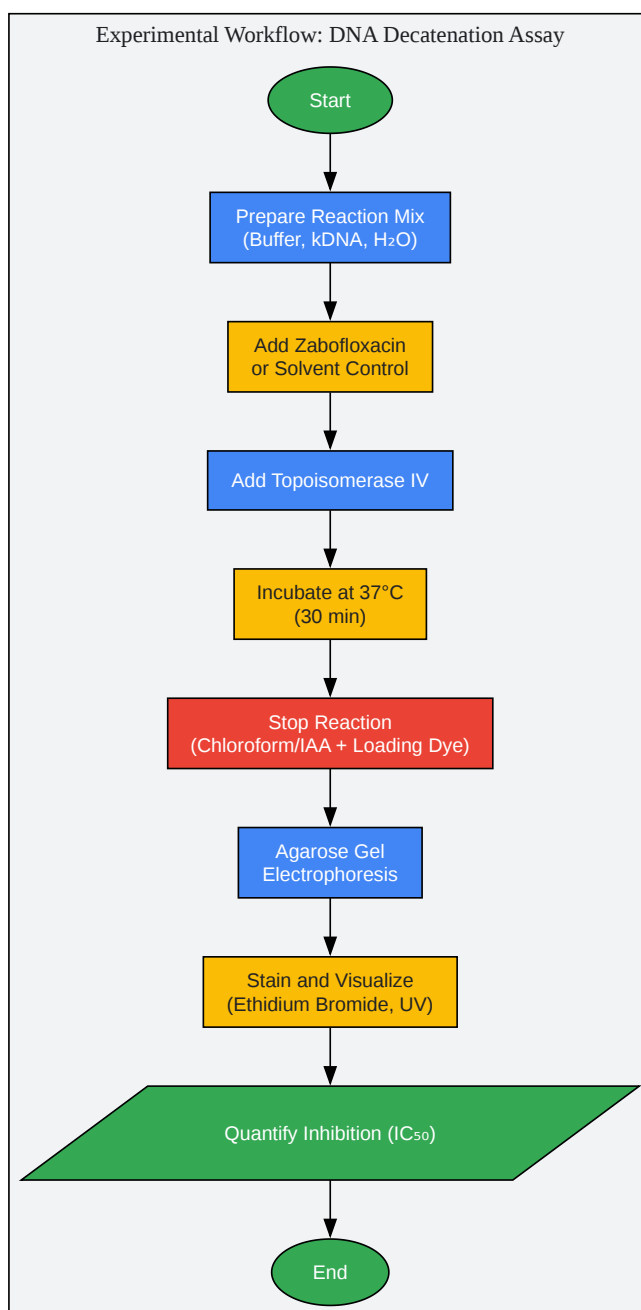 Experimental Workflow: DNA Decatenation Assay
Start
Prepare Reaction Mix
(Buffer, kDNA, H₂O)
Add Zabofloxacin
or Solvent Control
Add Topoisomerase IV
Incubate at 37°C
(30 min)
Stop Reaction
(Chloroform/IAA + Loading Dye)
Agarose Gel
Electrophoresis
Stain and Visualize
(Ethidium Bromide, UV)
Quantify Inhibition (IC₅₀)
End